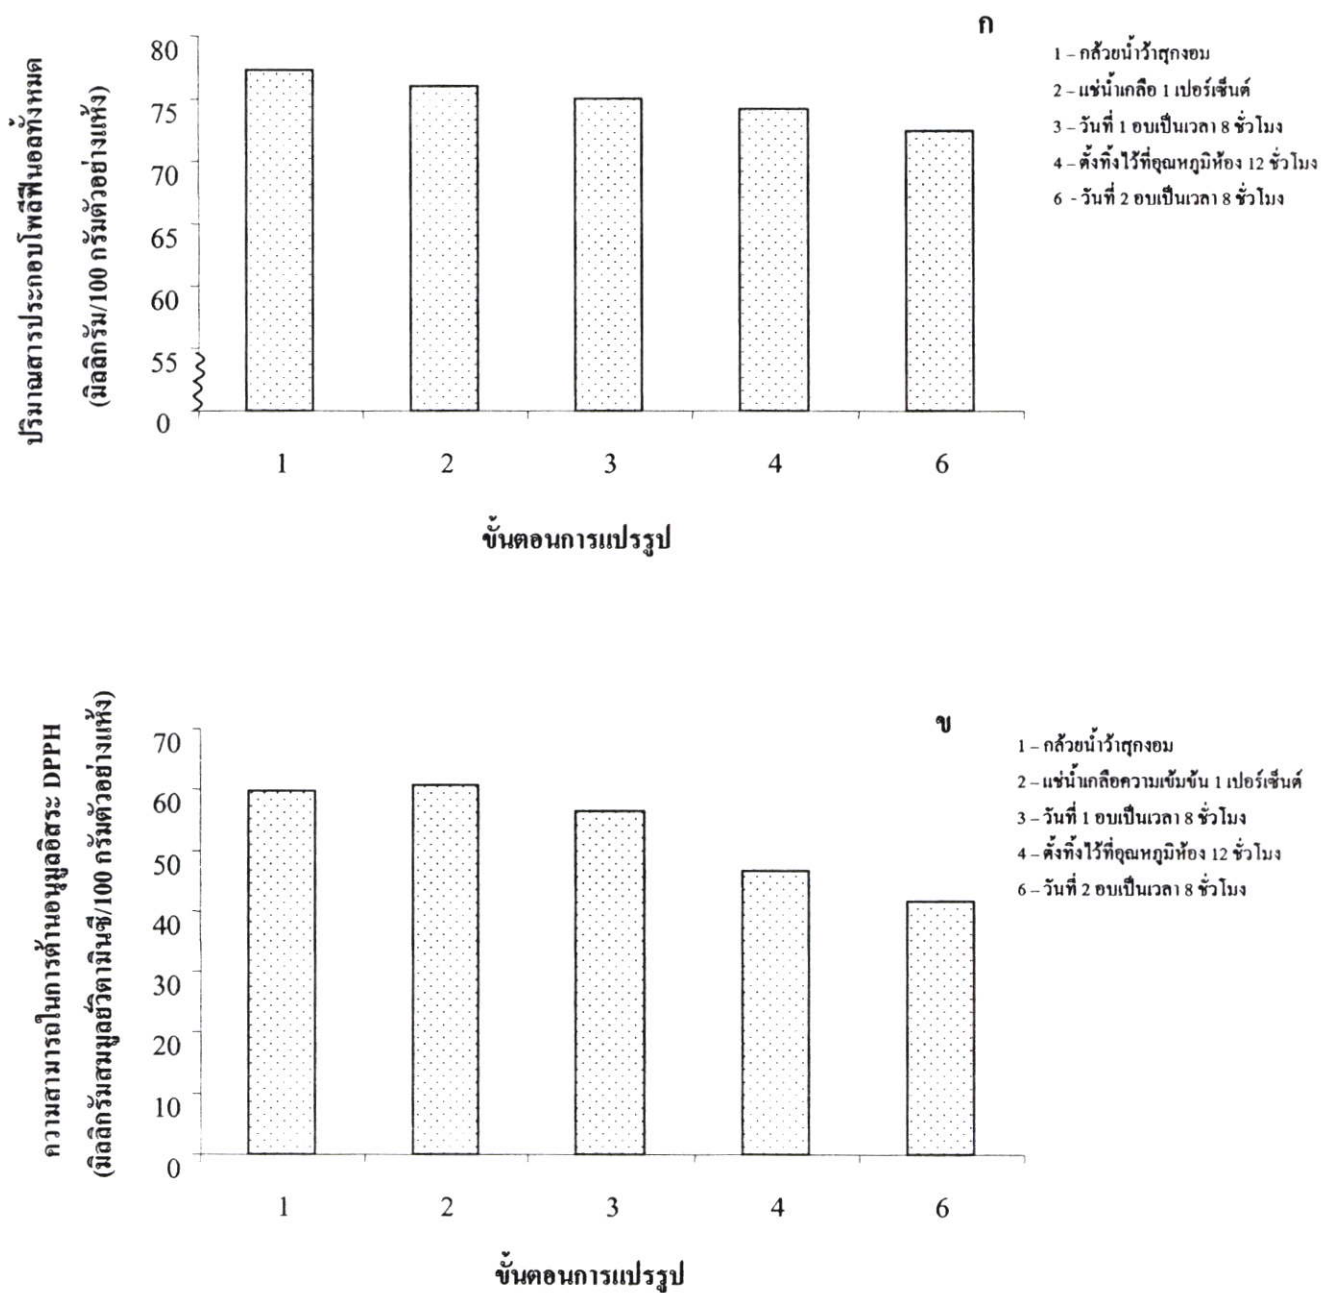 ก
ปริมาณสารประกอบโพลีฟีนอลทั้งหมด
(มิลลิกรัม/100 กรัมตัวอย่างแห้ง)
80
75
70
65
60
55
0
1
2
3
4
6
ขั้นตอนการแปรรูป
1 – กล้วยน้ำว้าสุกงอม
2 – แช่น้ำเกลือ 1 เปอร์เซ็นต์
3 – วันที่ 1 อบเป็นเวลา 8 ชั่วโมง
4 – ตั้งทิ้งไว้ที่อุณหภูมิห้อง 12 ชั่วโมง
6 - วันที่ 2 อบเป็นเวลา 8 ชั่วโมง
ข
ความสามารถในการต้านอนุมูลอิสระ DPPH
(มิลลิกรัมสมมูลย์วิตามินซี/100 กรัมตัวอย่างแห้ง)
70
60
50
40
30
20
10
0
1
2
3
4
6
ขั้นตอนการแปรรูป
1 – กล้วยน้ำว้าสุกงอม
2 – แช่น้ำเกลือความเข้มข้น 1 เปอร์เซ็นต์
3 – วันที่ 1 อบเป็นเวลา 8 ชั่วโมง
4 – ตั้งทิ้งไว้ที่อุณหภูมิห้อง 12 ชั่วโมง
6 – วันที่ 2 อบเป็นเวลา 8 ชั่วโมง